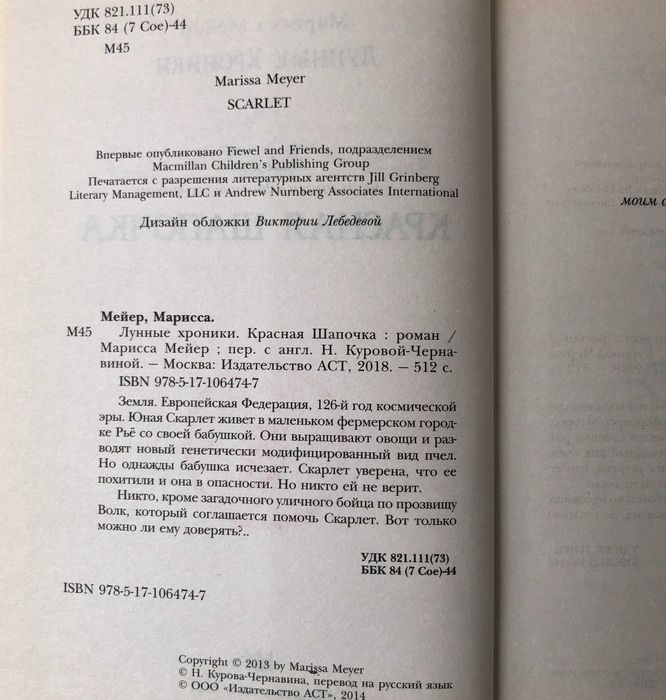 УДК 821.111(73)
ББК 84 (7 Сое)-44
М45
Marissa Meyer
SCARLET
Впервые опубликовано Fiewel and Friends, подразделением
Macmillan Children's Publishing Group
Печатается с разрешения литературных агентств Jill Grinberg
Literary Management, LLC и Andrew Nurnberg Associates International
Дизайн обложки Виктории Лебедевой
Мейер, Марисса.
М45 Лунные хроники. Красная Шапочка : роман /
Марисса Мейер ; пер. с англ. Н. Куровой-Черна-
виной. — Москва: Издательство АСТ, 2018. — 512 с.
ISBN 978-5-17-106474-7
Земля. Европейская Федерация, 126-й год космической
эры. Юная Скарлет живет в маленьком фермерском город-
ке Рьё со своей бабушкой. Они выращивают овощи и раз-
водят новый генетически модифицированный вид пчел.
Но однажды бабушка исчезает. Скарлет уверена, что ее
похитили и она в опасности. Но никто ей не верит.
Никто, кроме загадочного уличного бойца по прозвищу
Волк, который соглашается помочь Скарлет. Вот только
можно ли ему доверять?..
УДК 821.111(73)
ББК 84 (7 Сое)-44
ISBN 978-5-17-106474-7
Copyright © 2013 by Marissa Meyer
© Н. Курова-Чернавина, перевод на русский язык
© ООО «Издательство АСТ», 2014
моим